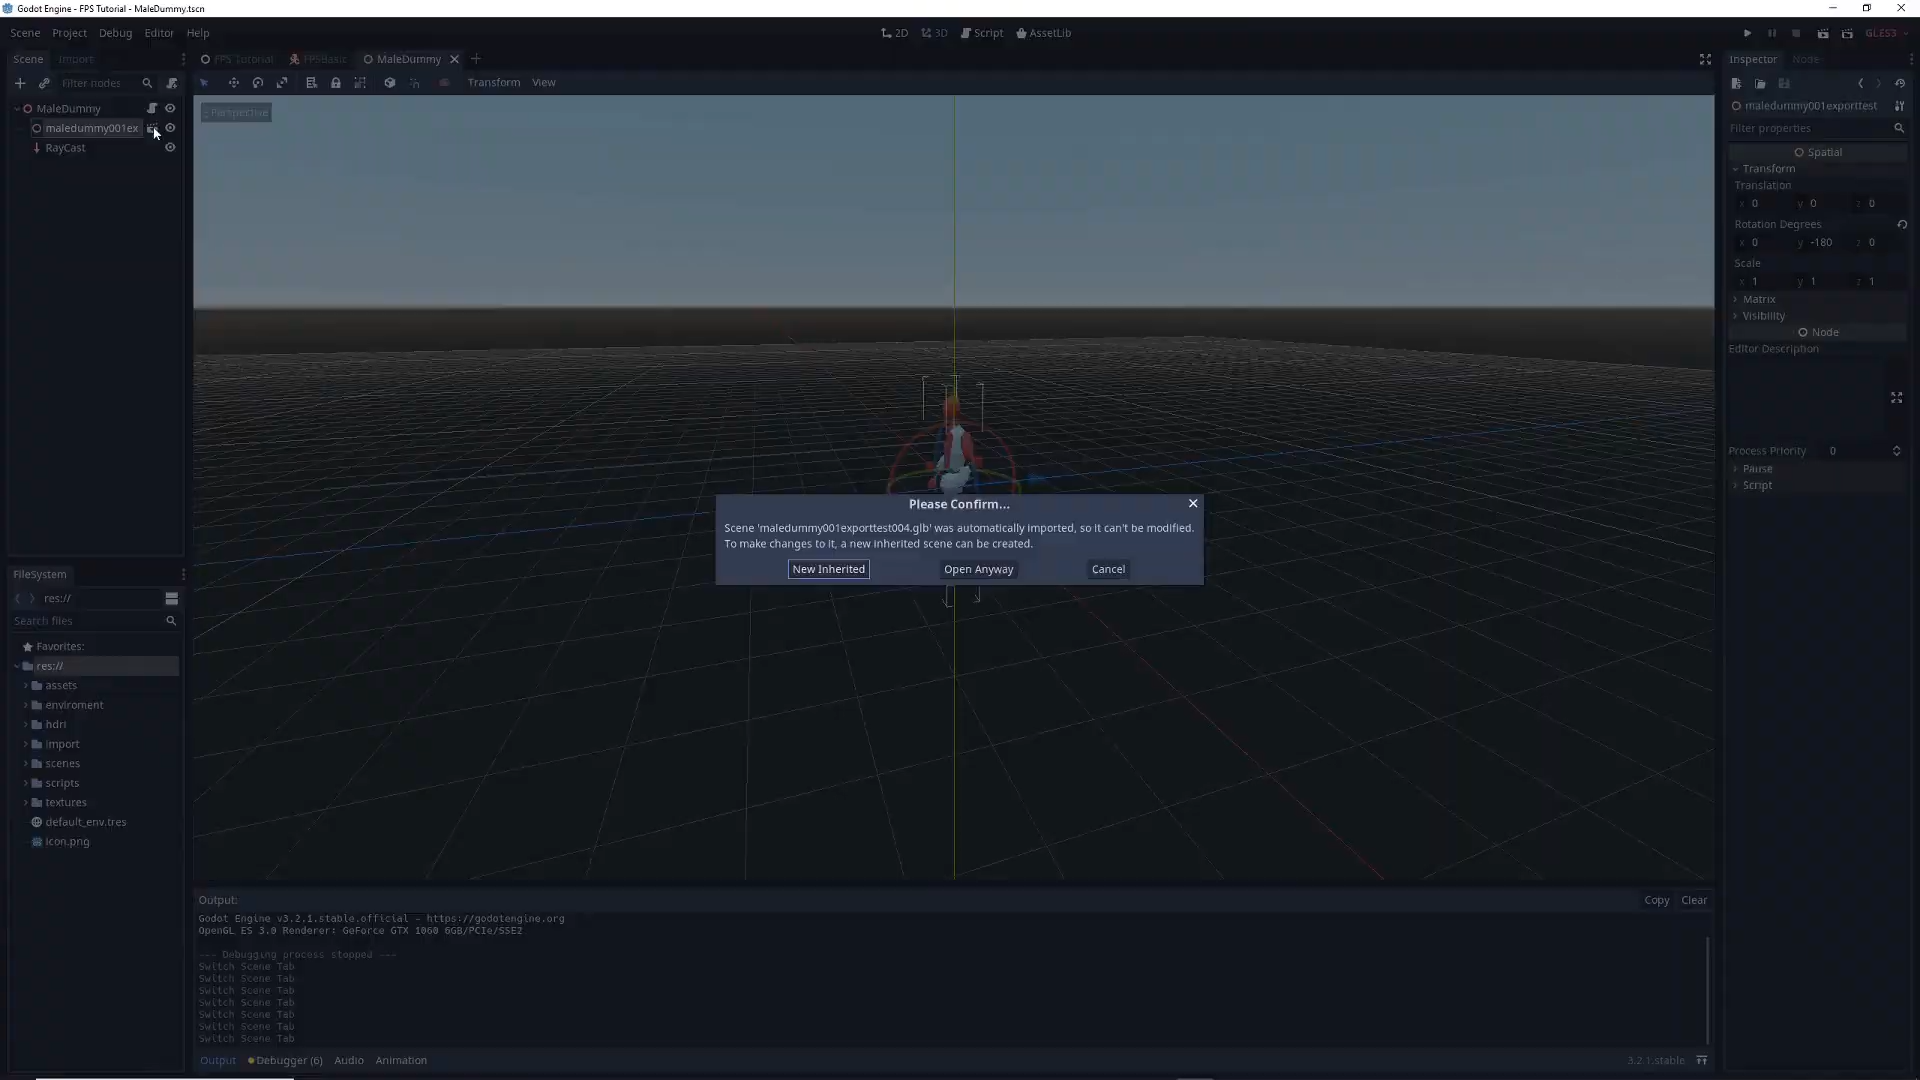 Godot Engine - FPS Tutorial - MaleDummy.tscn
Scene Project Debug Editor Help
2D 3D Script AssetLib
GLES3
Scene Import
FPS Tutorial FPSBasic MaleDummy
Inspector Node
Filter nodes
Transform View
MaleDummy
maledummy001ex
RayCast
Perspective
maledummy001exporttest
Filter properties
Spatial
Transform
Translation
x 0 y 0 z 0
Rotation Degrees
x 0 y -180 z 0
Scale
x 1 y 1 z 1
Matrix
Visibility
Node
Editor Description
Process Priority 0
Pause
Script
Please Confirm...
Scene 'maledummy001exporttest004.glb' was automatically imported, so it can't be modified.
To make changes to it, a new inherited scene can be created.
New Inherited Open Anyway Cancel
FileSystem
res://
Search files
Favorites:
res://
assets
enviroment
hdri
import
scenes
scripts
textures
default_env.tres
icon.png
Output:
Copy Clear
Godot Engine v3.2.1.stable.official - https://godotengine.org
OpenGL ES 3.0 Renderer: GeForce GTX 1060 6GB/PCIe/SSE2
--- Debugging process stopped ---
Switch Scene Tab
Switch Scene Tab
Switch Scene Tab
Switch Scene Tab
Switch Scene Tab
Switch Scene Tab
Switch Scene Tab
Output Debugger (6) Audio Animation
3.2.1.stable